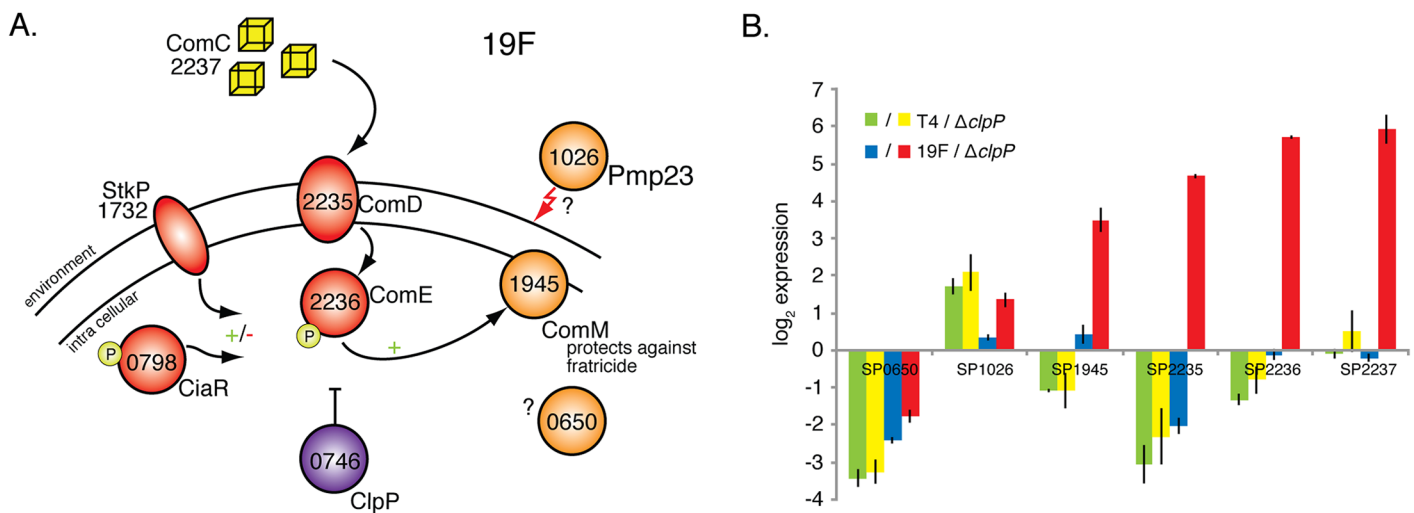 A.
ComC
2237
19F
1026
Pmp23
?
StkP
1732
2235
ComD
environment
intra cellular
2236
ComE
P
1945
ComM
protects against
fratricide
+
+/-
P
0798
CiaR
?
0650
0746
ClpP
B.
log2 expression
7
6
5
4
3
2
1
0
-1
-2
-3
-4
/ T4 / ΔclpP
/ 19F / ΔclpP
SP0650
SP1026
SP1945
SP2235
SP2236
SP2237